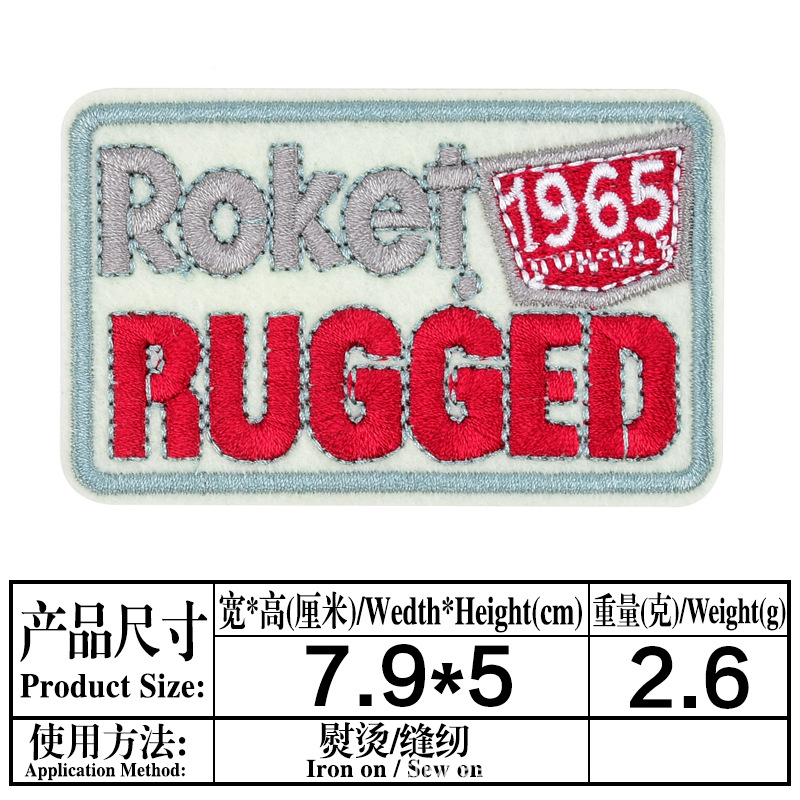 Roket
1965
RUGGED
产品尺寸
Product Size:
宽*高(厘米)/Wedth*Height(cm)
重量(克)/Weight(g)
7.9*5
2.6
使用方法:
Application Method:
熨烫/缝纫
Iron on / Sew on